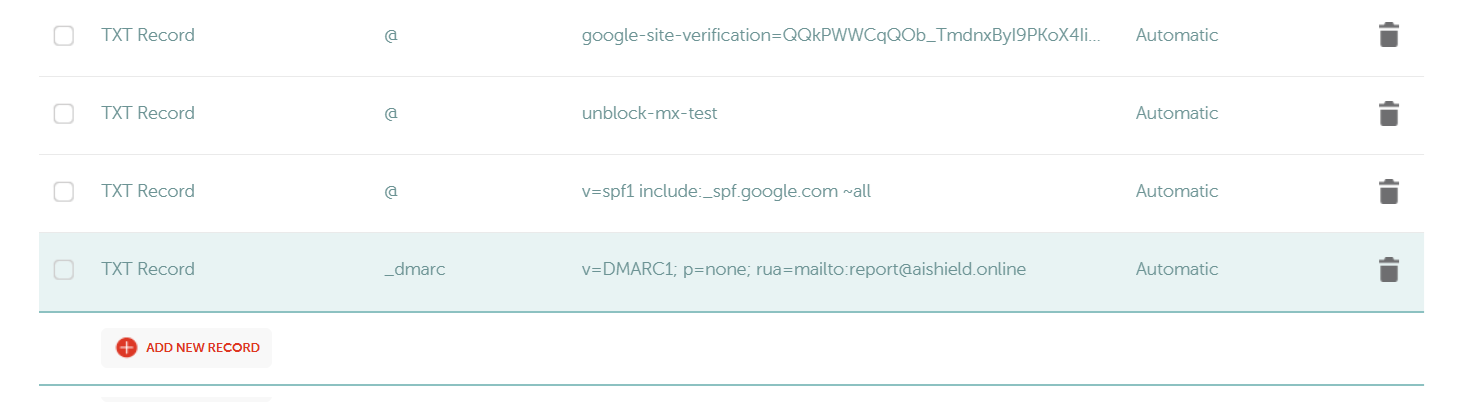 TXT Record @ google-site-verification=QQkPWWCqQOb_TmdnxByI9PKoX4Ii... Automatic
TXT Record @ unblock-mx-test Automatic
TXT Record @ v=spf1 include:_spf.google.com ~all Automatic
TXT Record _dmarc v=DMARC1; p=none; rua=mailto:report@aishield.online Automatic
ADD NEW RECORD